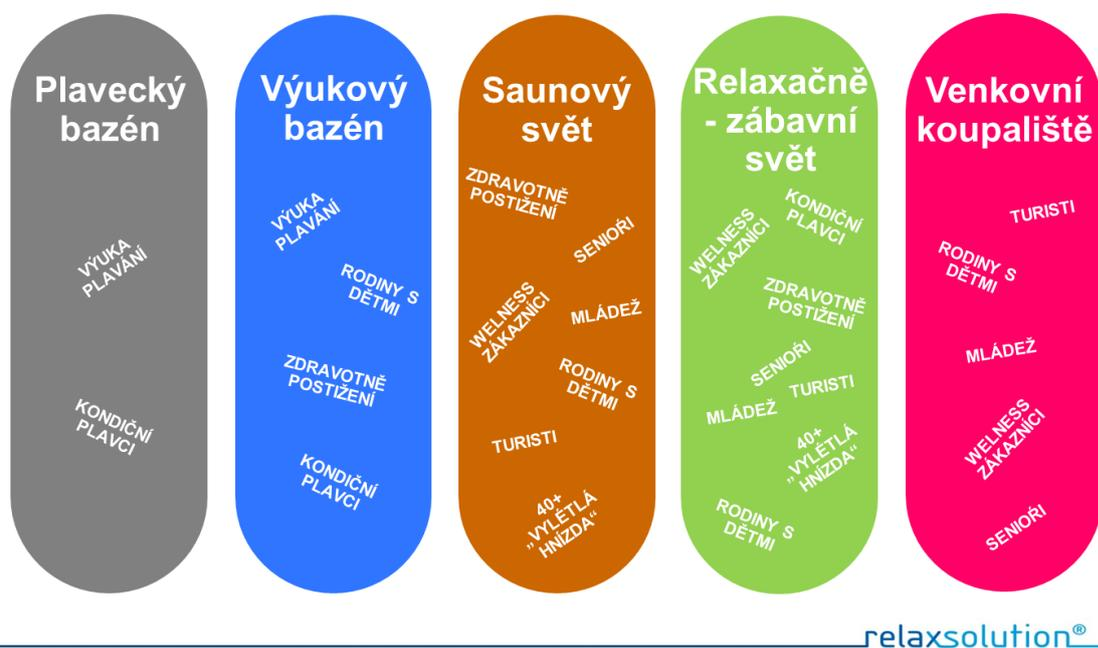 Plavecký
bazén
VÝUKA
PLAVÁNÍ
KONDIČNÍ
PLAVCI
Výukový
bazén
VÝUKA
PLAVÁNÍ
RODINY S
DĚTMI
ZDRAVOTNĚ
POSTIŽENÍ
KONDIČNÍ
PLAVCI
Saunový
svět
ZDRAVOTNĚ
POSTIŽENÍ
SENIOŘI
WELNESS
ZÁKAZNÍCI
MLÁDEŽ
RODINY S
DĚTMI
TURISTI
40+
„VYLÉTLÁ
HNÍZDA“
Relaxačně
- zábavní
svět
KONDIČNÍ
PLAVCI
WELNESS
ZÁKAZNÍCI
ZDRAVOTNĚ
POSTIŽENÍ
SENIOŘI
TURISTI
MLÁDEŽ
40+
„VYLÉTLÁ
HNÍZDA“
RODINY S
DĚTMI
Venkovní
koupaliště
TURISTI
RODINY S
DĚTMI
MLÁDEŽ
WELNESS
ZÁKAZNÍCI
SENIOŘI
relaxsolution®